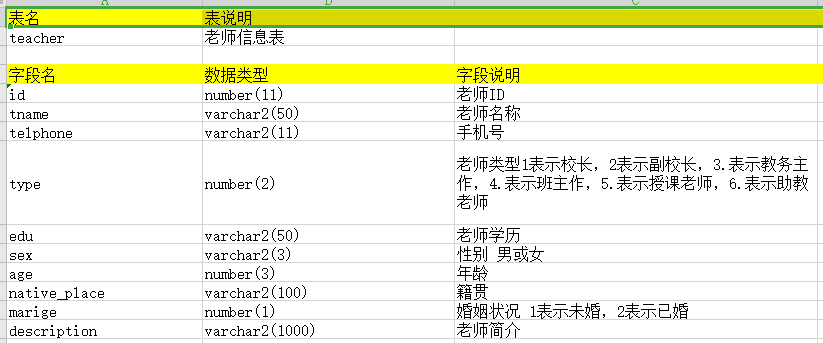 表名 表说明
teacher 老师信息表
字段名 数据类型 字段说明
id number(11) 老师ID
tname varchar2(50) 老师名称
telphone varchar2(11) 手机号
type number(2) 老师类型1表示校长，2表示副校长，3.表示教务主
作，4.表示班主作，5.表示授课老师，6.表示助教
老师
edu varchar2(50) 老师学历
sex varchar2(3) 性别 男或女
age number(3) 年龄
native_place varchar2(100) 籍贯
marige number(1) 婚姻状况 1表示未婚，2表示已婚
description varchar2(1000) 老师简介